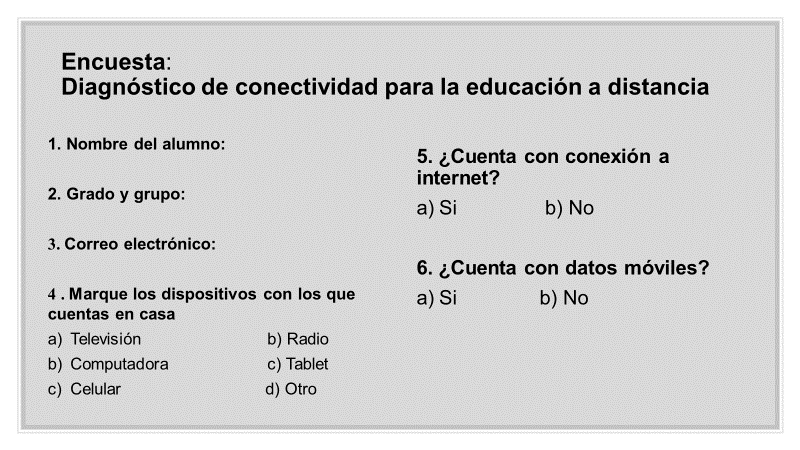 Encuesta:
Diagnóstico de conectividad para la educación a distancia
1. Nombre del alumno:
2. Grado y grupo:
3. Correo electrónico:
4 . Marque los dispositivos con los que
cuentas en casa
a) Televisión b) Radio
b) Computadora c) Tablet
c) Celular d) Otro
5. ¿Cuenta con conexión a
internet?
a) Si b) No
6. ¿Cuenta con datos móviles?
a) Si b) No